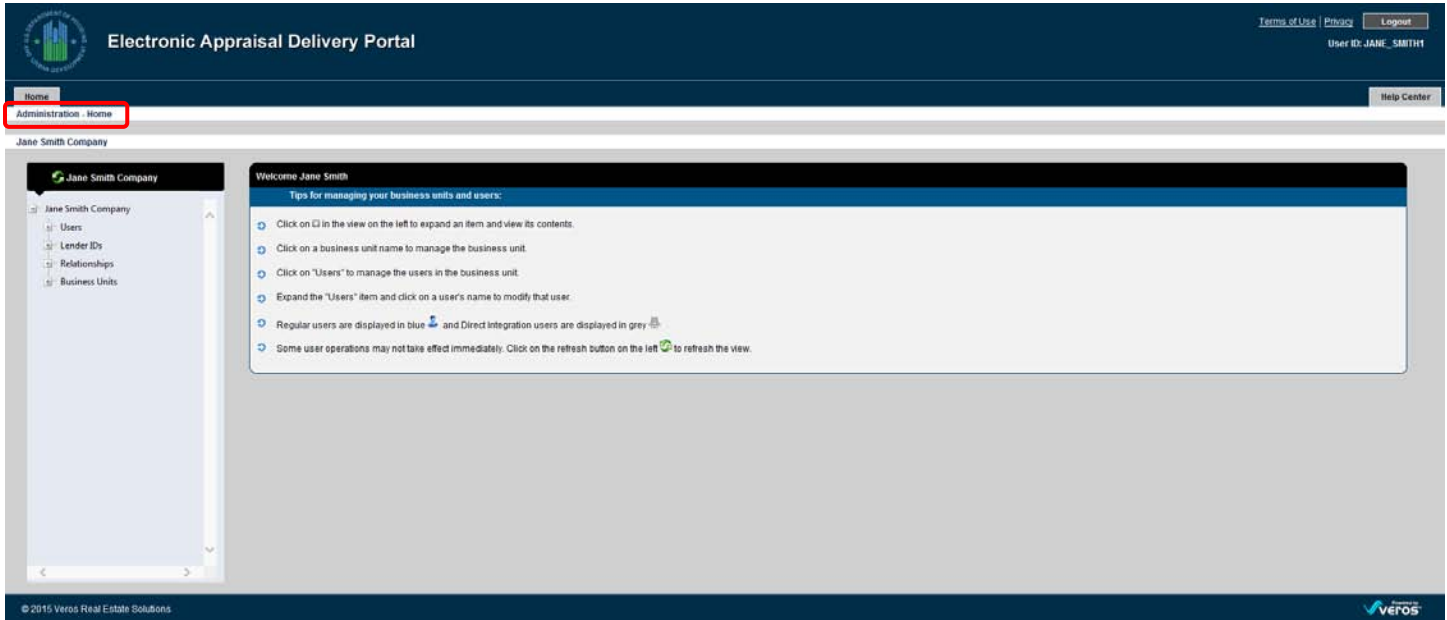 Terms of Use | Privacy Logout
Electronic Appraisal Delivery Portal
User ID: JANE_SMITH1
Home Help Center
Administration - Home
Jane Smith Company
Jane Smith Company
Jane Smith Company
Users
Lender IDs
Relationships
Business Units
Welcome Jane Smith
Tips for managing your business units and users:
Click on in the view on the left to expand an item and view its contents.
Click on a business unit name to manage the business unit.
Click on "Users" to manage the users in the business unit.
Expand the "Users" item and click on a user's name to modify that user.
Regular users are displayed in blue and Direct Integration users are displayed in grey
Some user operations may not take effect immediately. Click on the refresh button on the left to refresh the view.
© 2015 Veros Real Estate Solutions
Powered by
veros